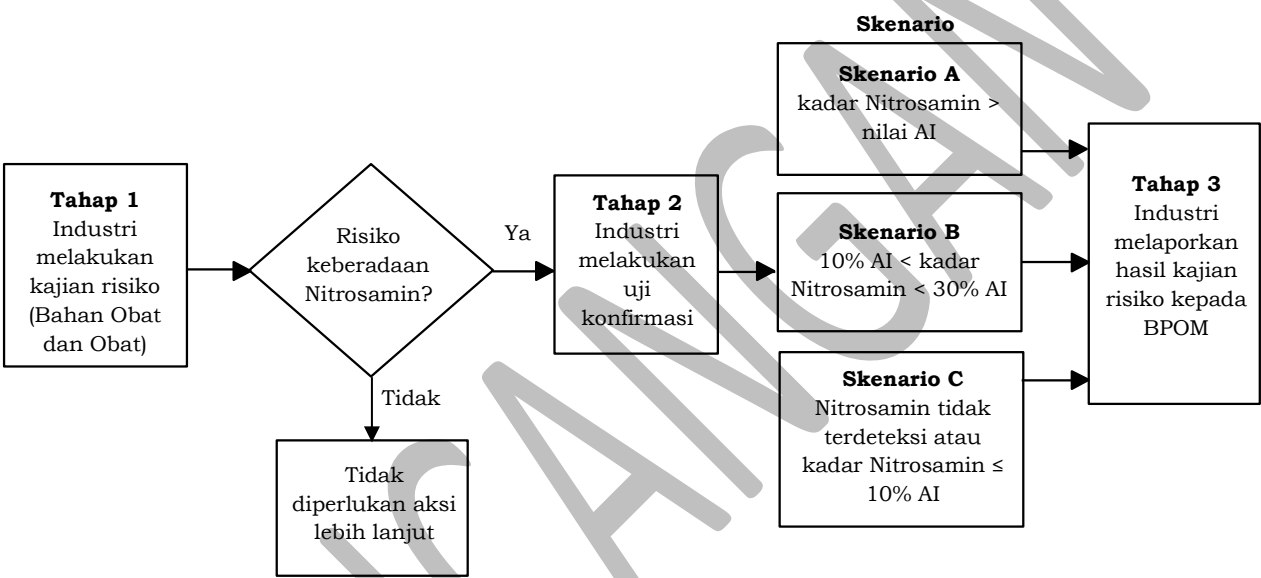 Tahap 1
Industri
melakukan
kajian risiko
(Bahan Obat
dan Obat)
Risiko
keberadaan
Nitrosamin?
Ya
Tidak
Tidak
diperlukan aksi
lebih lanjut
Tahap 2
Industri
melakukan
uji
konfirmasi
Skenario
Skenario A
kadar Nitrosamin >
nilai AI
Skenario B
10% AI < kadar
Nitrosamin < 30% AI
Skenario C
Nitrosamin tidak
terdeteksi atau
kadar Nitrosamin ≤
10% AI
Tahap 3
Industri
melaporkan
hasil kajian
risiko kepada
BPOM